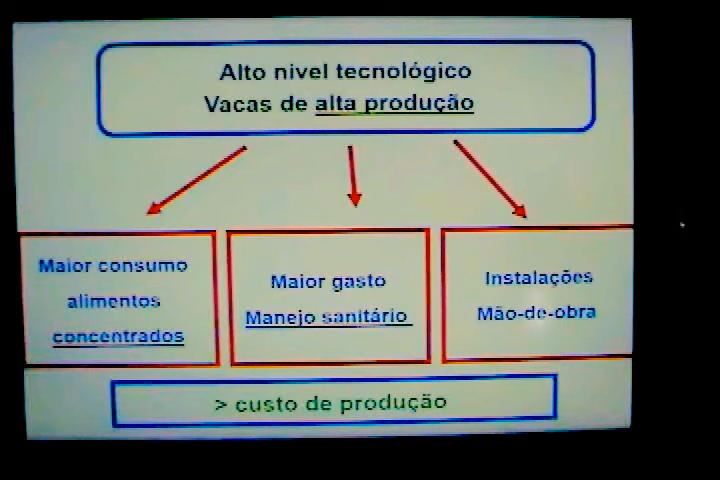 Alto nivel tecnológico
Vacas de alta produção
Maior consumo
alimentos
concentrados
Maior gasto
Manejo sanitário
Instalações
Mão-de-obra
> custo de produção